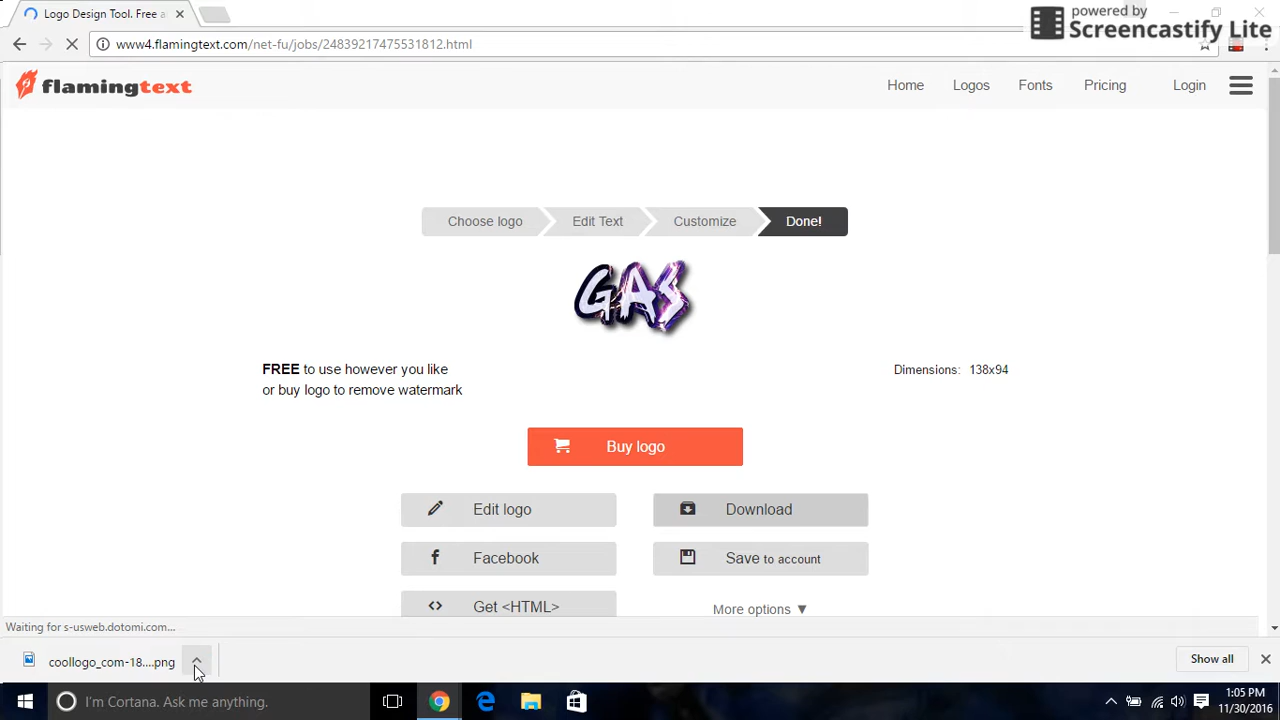 Logo Design Tool. Free a
powered by
Screencastify Lite
www4.flamingtext.com/net-fu/jobs/24839217475531812.html
flamingtext
Home Logos Fonts Pricing Login
Choose logo Edit Text Customize Done!
GAS
FREE to use however you like
or buy logo to remove watermark
Dimensions: 138x94
Buy logo
Edit logo Download
Facebook Save to account
Get <HTML> More options ▼
Waiting for s-usweb.dotomi.com...
coollogo_com-18....png Show all
I'm Cortana. Ask me anything.
1:05 PM
11/30/2016